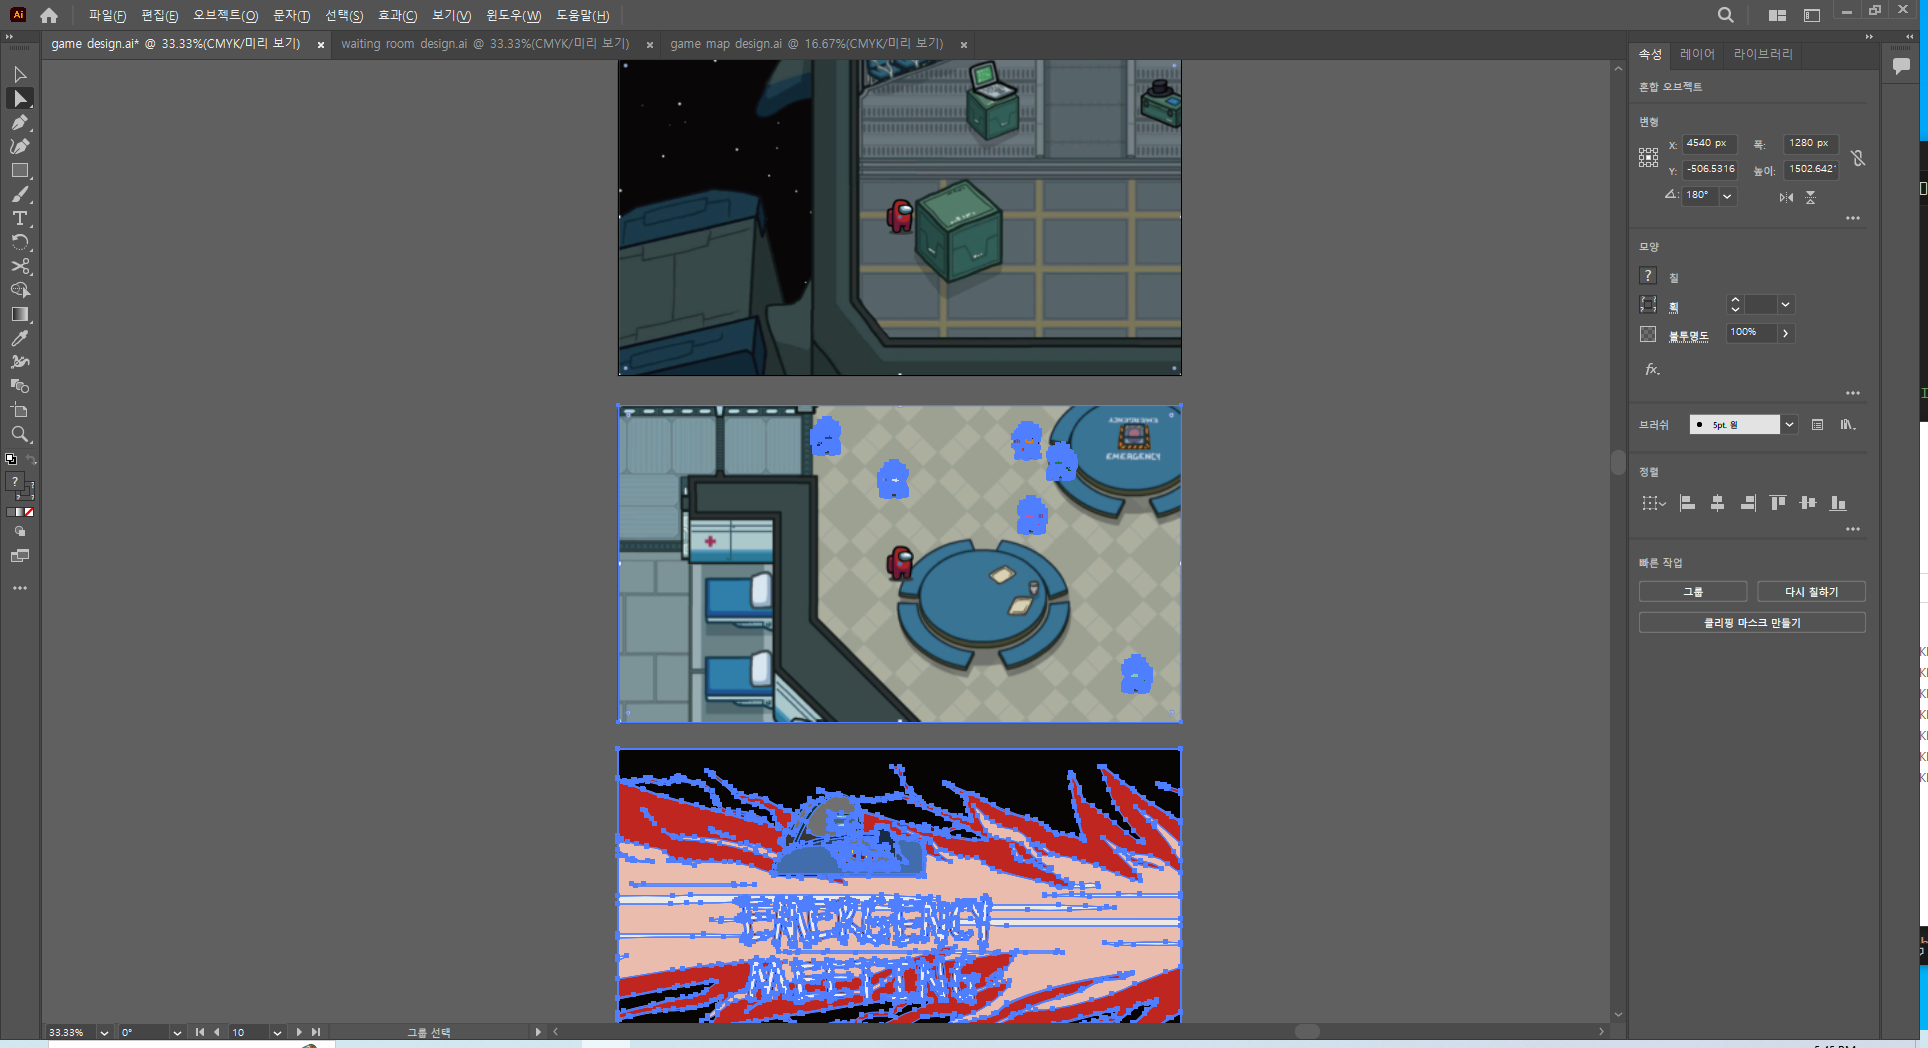 Ai 파일(F) 편집(E) 오브젝트(O) 문자(T) 선택(S) 효과(C) 보기(V) 윈도우(W) 도움말(H)
game design.ai* @ 33.33%(CMYK/미리 보기) × waiting room design.ai @ 33.33%(CMYK/미리 보기) × game map design.ai @ 16.67%(CMYK/미리 보기) ×
속성 레이어 라이브러리
혼합 오브젝트
변형
X: 4540 px 폭: 1280 px
Y: -506.5316 높이: 1502.642
180°
모양
? 칠
획
불투명도 100%
fx.
브러쉬 5pt. 원
정렬
빠른 작업
그룹 다시 칠하기
클리핑 마스크 만들기
EMERGENCY
EMERGENCY
EMERGENCY
MEETING
33.33% 0° 10 그룹 선택